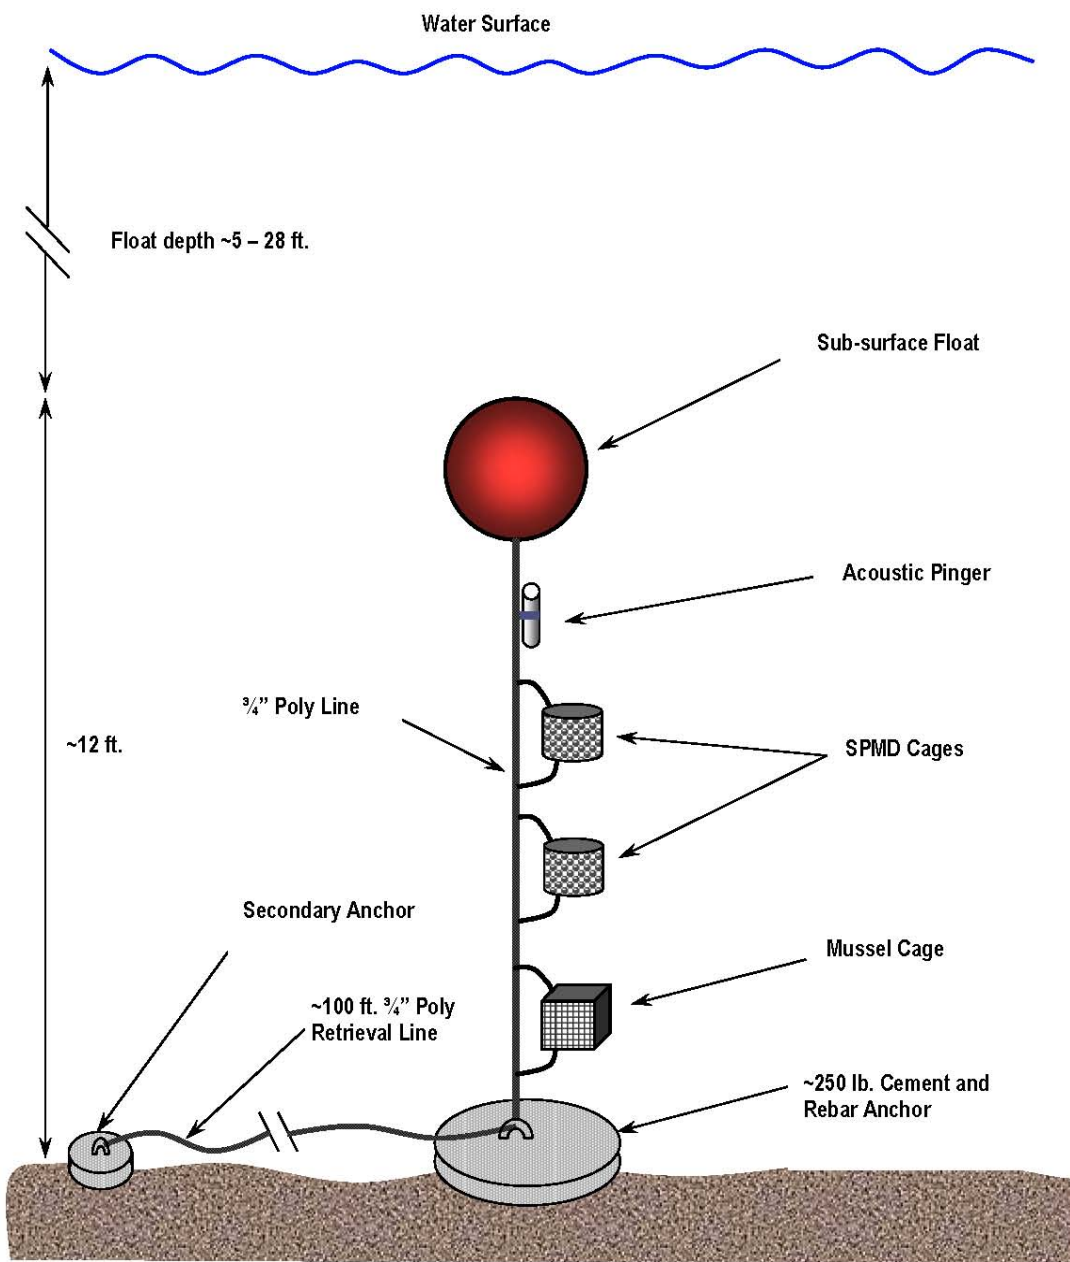 Water Surface
Float depth ~5 – 28 ft.
Sub-surface Float
Acoustic Pinger
¾” Poly Line
~12 ft.
SPMD Cages
Secondary Anchor
Mussel Cage
~100 ft. ¾” Poly
Retrieval Line
~250 lb. Cement and
Rebar Anchor